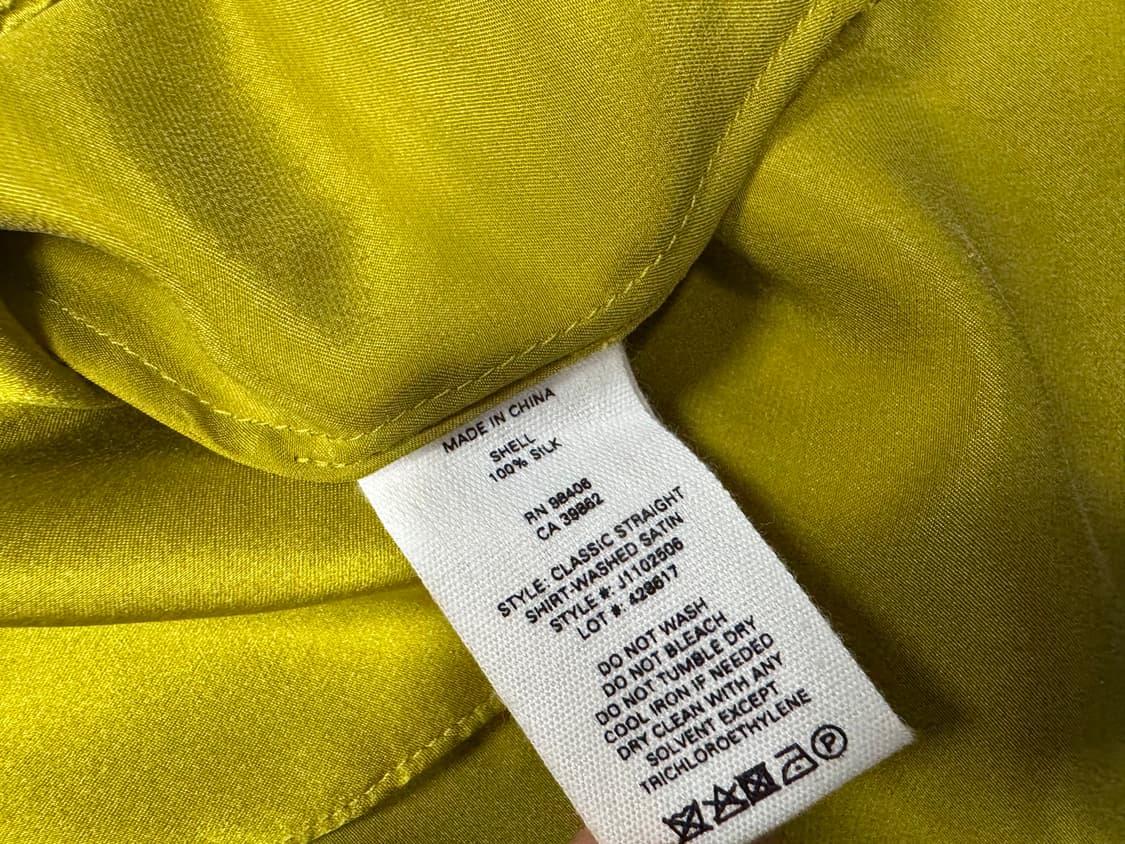 MADE IN CHINA
SHELL
100% SILK
RN 98406
CA 39882
STYLE: CLASSIC STRAIGHT
SHIRT-WASHED SATIN
STYLE #: J1102506
LOT #: 429617
DO NOT WASH
DO NOT BLEACH
DO NOT TUMBLE DRY
COOL IRON IF NEEDED
DRY CLEAN WITH ANY
SOLVENT EXCEPT
TRICHLOROETHYLENE
P